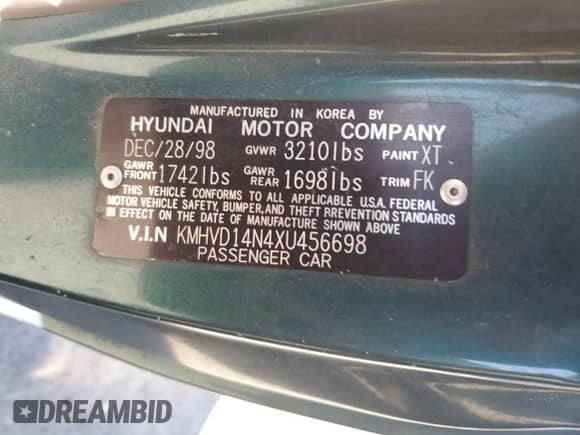 MANUFACTURED IN KOREA BY
HYUNDAI MOTOR COMPANY
DEC/28/98 GVWR 3210lbs PAINT XT
GAWR FRONT 1742lbs GAWR REAR 1698lbs TRIM FK
THIS VEHICLE CONFORMS TO ALL APPLICABLE U.S.A. FEDERAL
MOTOR VEHICLE SAFETY, BUMPER, AND THEFT PREVENTION STANDARDS
IN EFFECT ON THE DATE OF MANUFACTURE SHOWN ABOVE.
V.I.N KMHVD14N4XU456698
PASSENGER CAR
DREAMBID